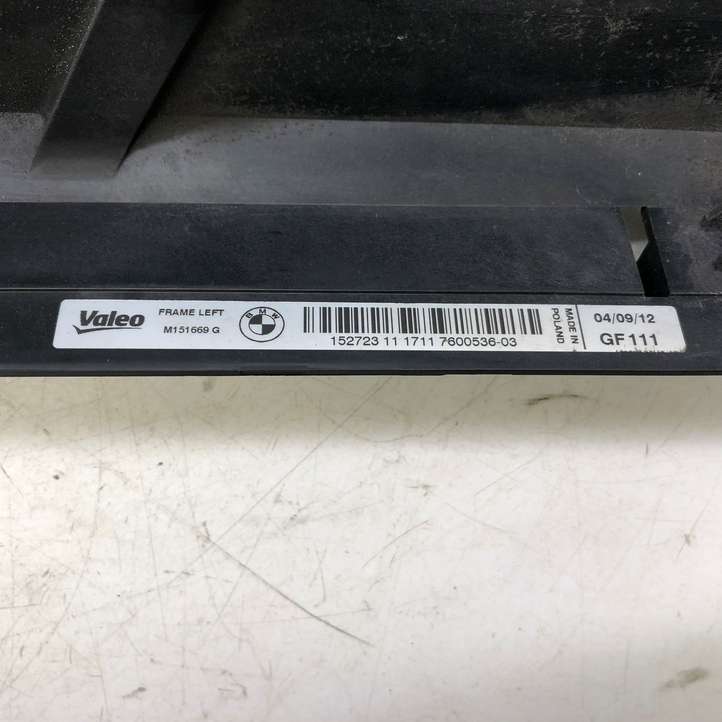 Valeo
FRAME LEFT
M151669 G
BMW
152723 11 1711 7600536-03
MADE IN
POLAND
04/09/12
GF111